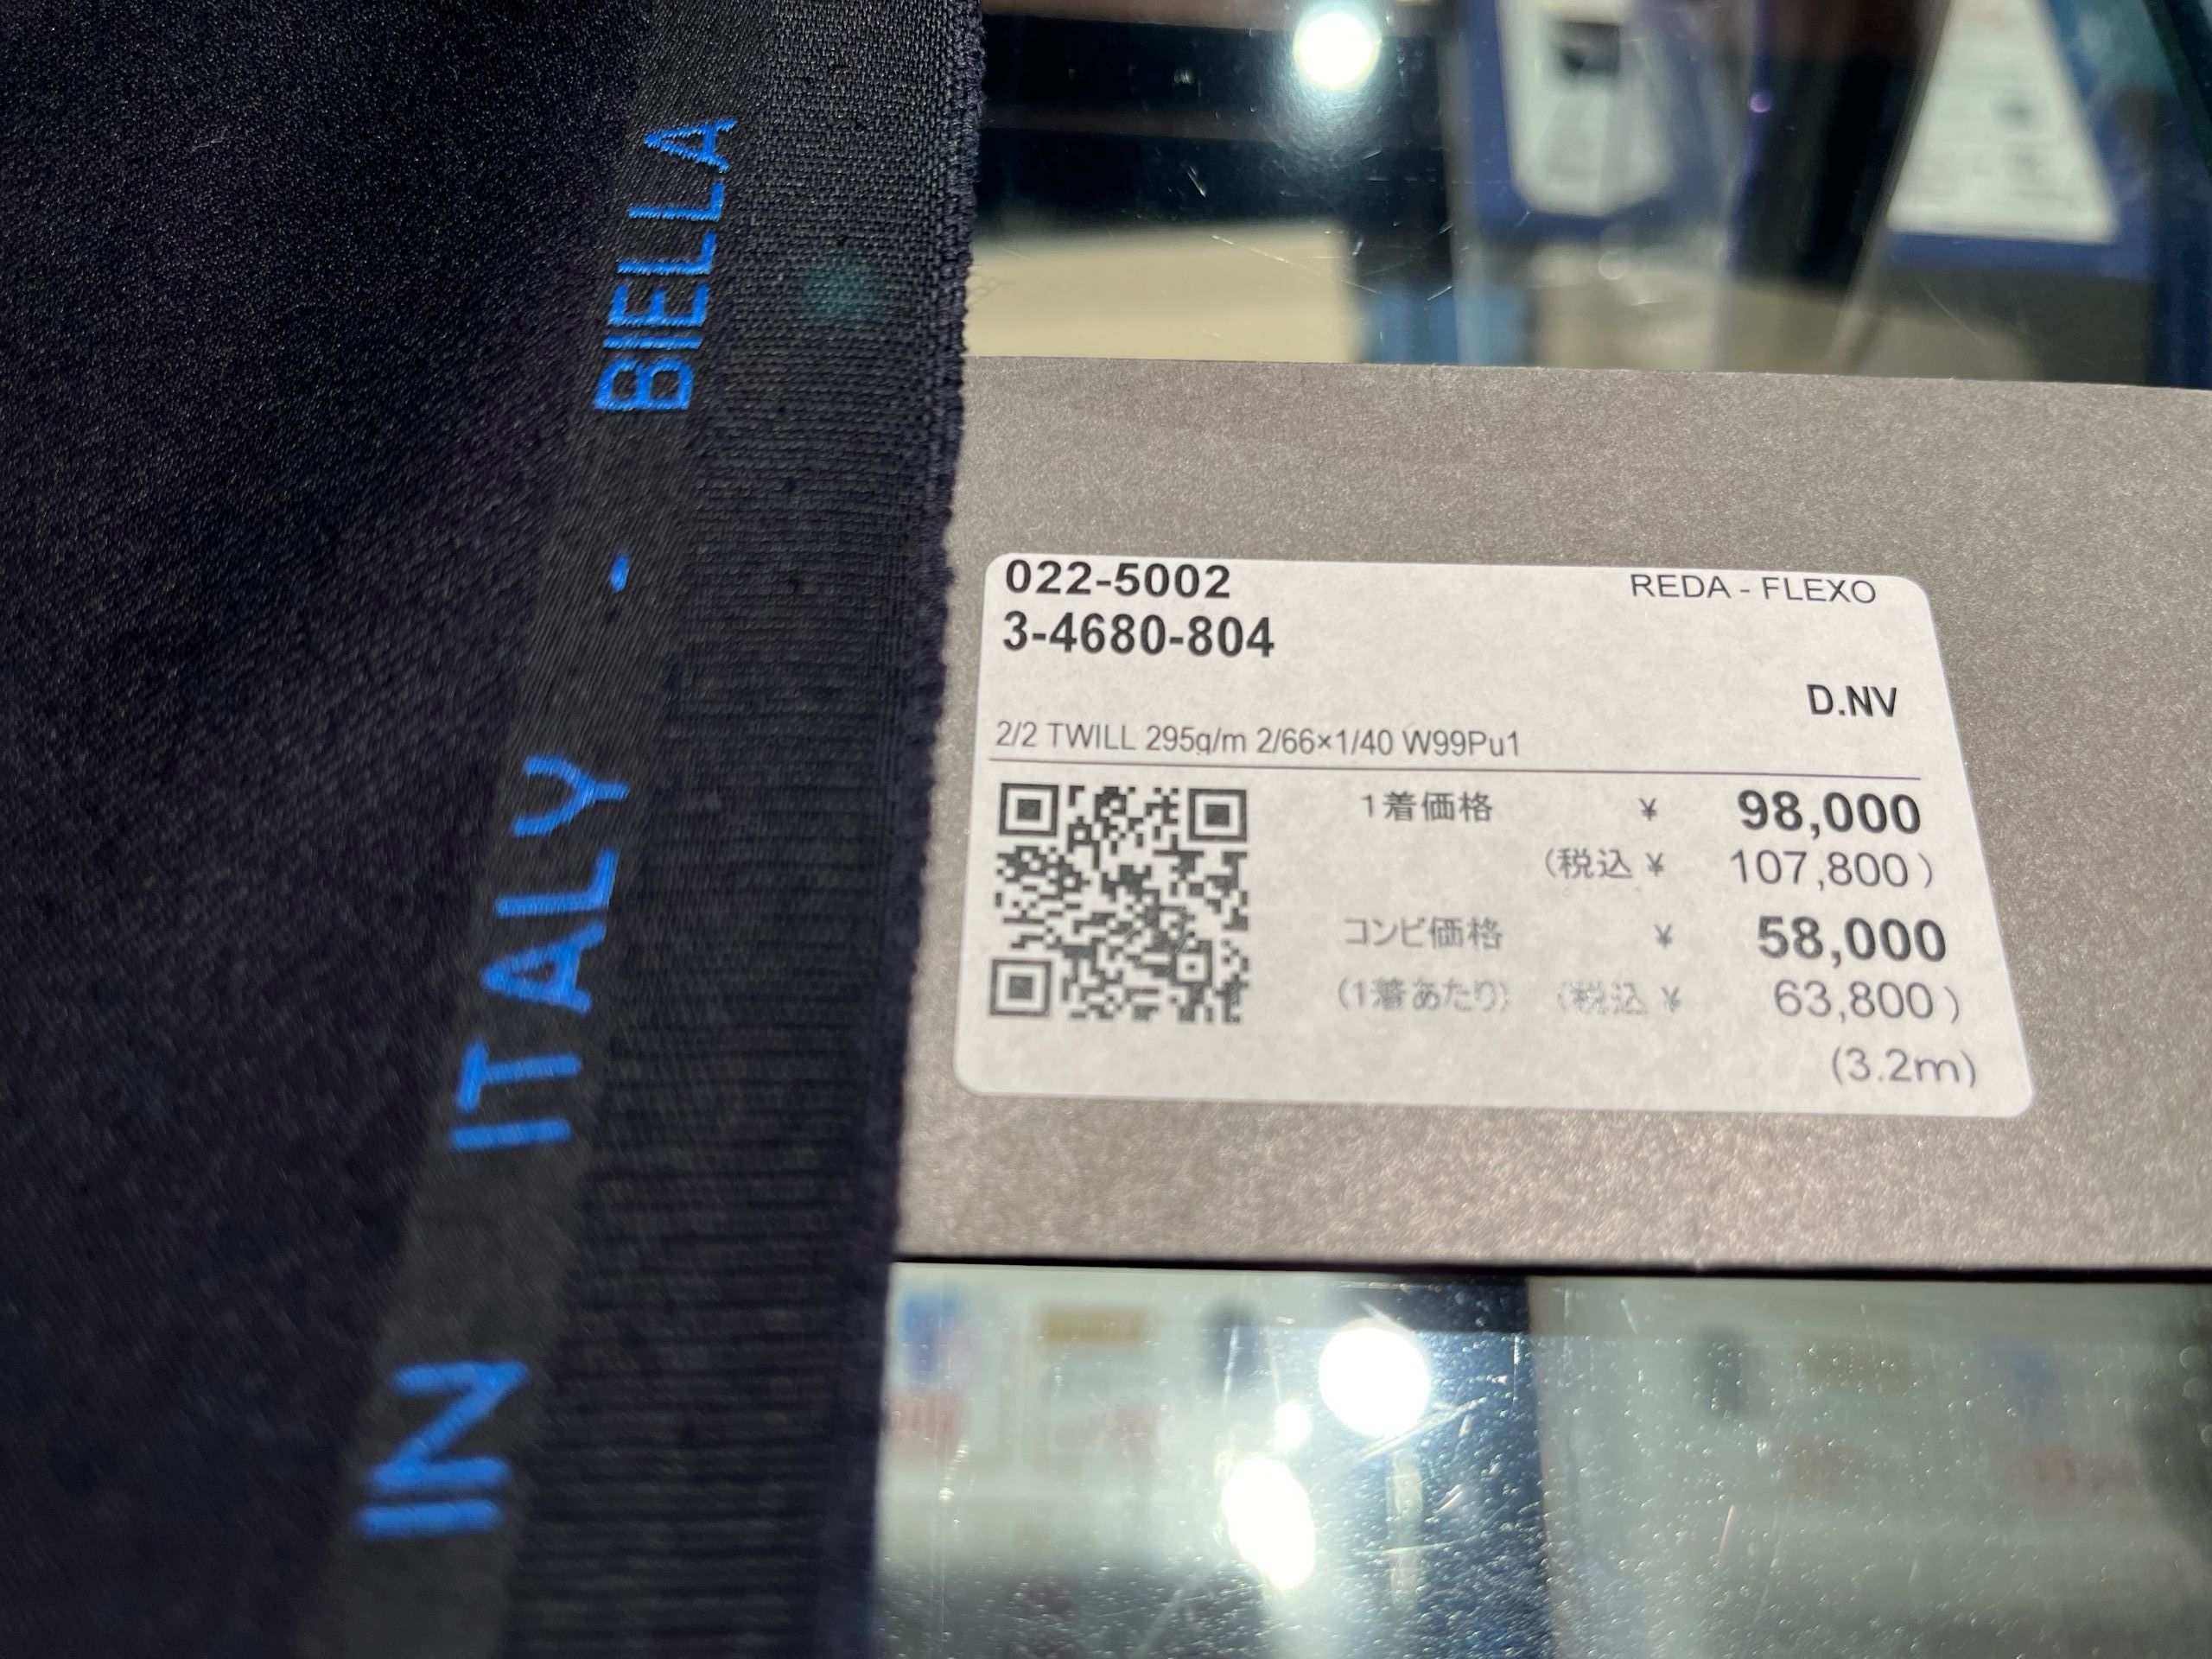 IN ITALY - BIELLA
022-5002
REDA - FLEXO
3-4680-804
D.NV
2/2 TWILL 295g/m 2/66×1/40 W99Pu1
1着価格 ¥ 98,000
(税込 ¥ 107,800)
コンビ価格 ¥ 58,000
(1着あたり) (税込 ¥ 63,800)
(3.2m)